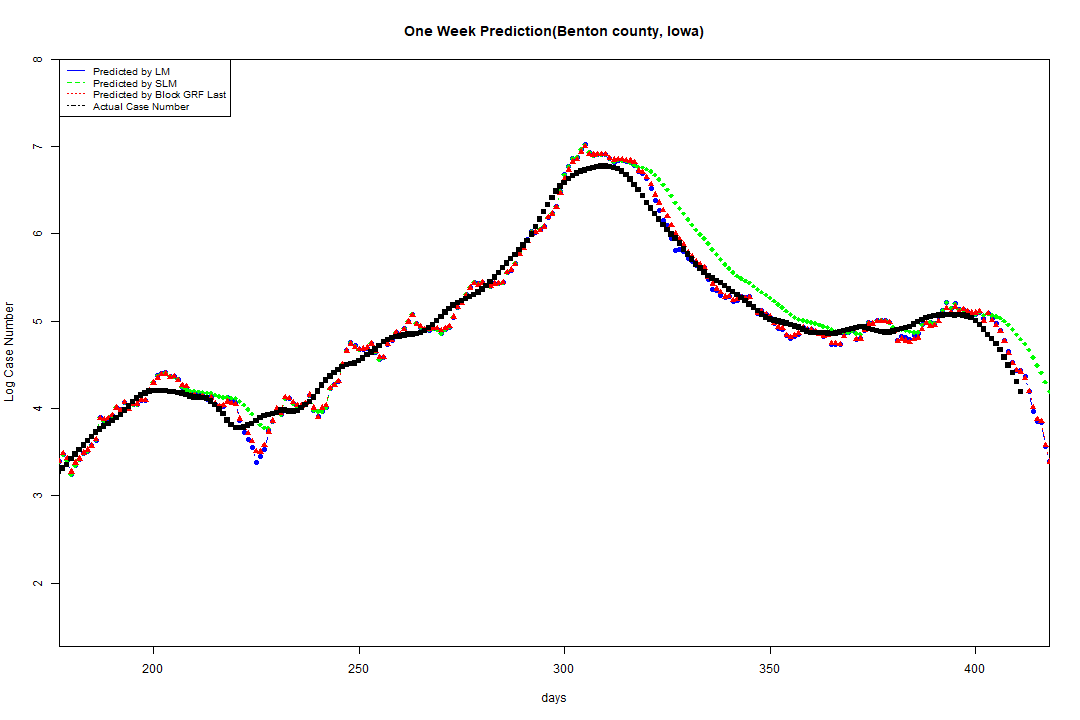 One Week Prediction(Benton county, Iowa)
Predicted by LM
Predicted by SLM
Predicted by Block GRF Last
Actual Case Number
8
7
6
5
4
3
2
Log Case Number
200 250 300 350 400
days